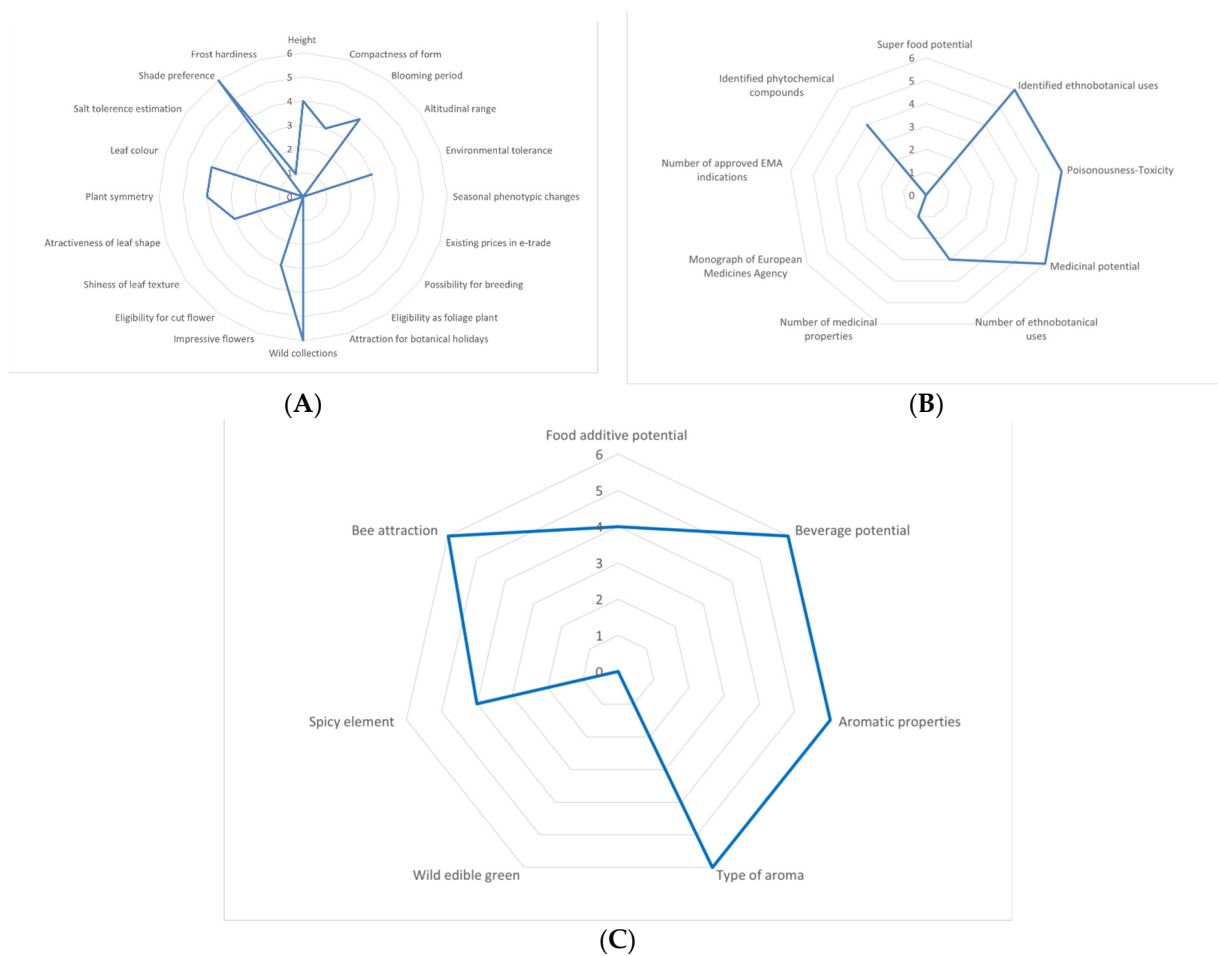 Height
Frost hardiness
Compactness of form
Shade preference
Blooming period
Salt tolerence estimation
Altitudinal range
Leaf colour
Environmental tolerance
Plant symmetry
Seasonal phenotypic changes
Atractiveness of leaf shape
Existing prices in e-trade
Shiness of leaf texture
Possibility for breeding
Eligibility for cut flower
Eligibility as foliage plant
Impressive flowers
Attraction for botanical holidays
Wild collections
6
5
4
3
2
1
0
(A)
Super food potential
Identified phytochemical
compounds
Identified ethnobotanical uses
Number of approved EMA
indications
Poisonousness-Toxicity
Monograph of European
Medicines Agency
Medicinal potential
Number of medicinal
properties
Number of ethnobotanical
uses
6
5
4
3
2
1
0
(B)
Food additive potential
Bee attraction
Beverage potential
Spicy element
Aromatic properties
Wild edible green
Type of aroma
6
5
4
3
2
1
0
(C)